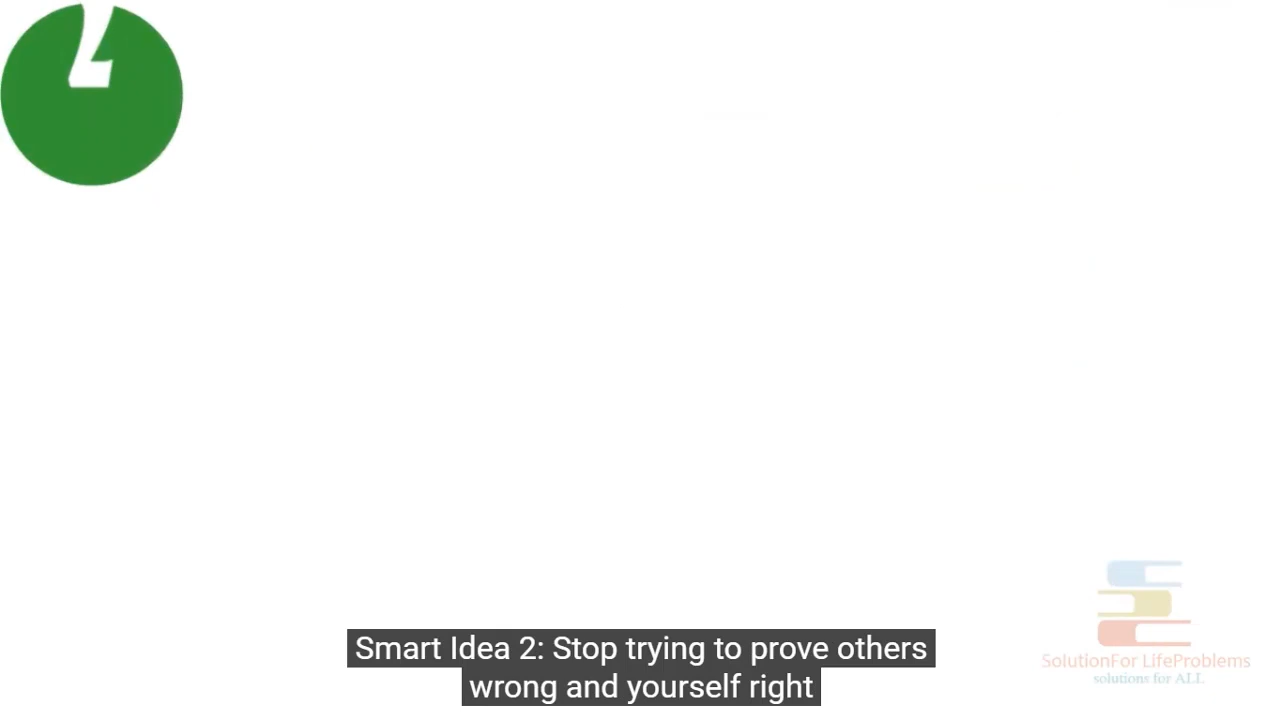 Smart Idea 2: Stop trying to prove others
wrong and yourself right
SolutionFor LifeProblems
solutions for ALL